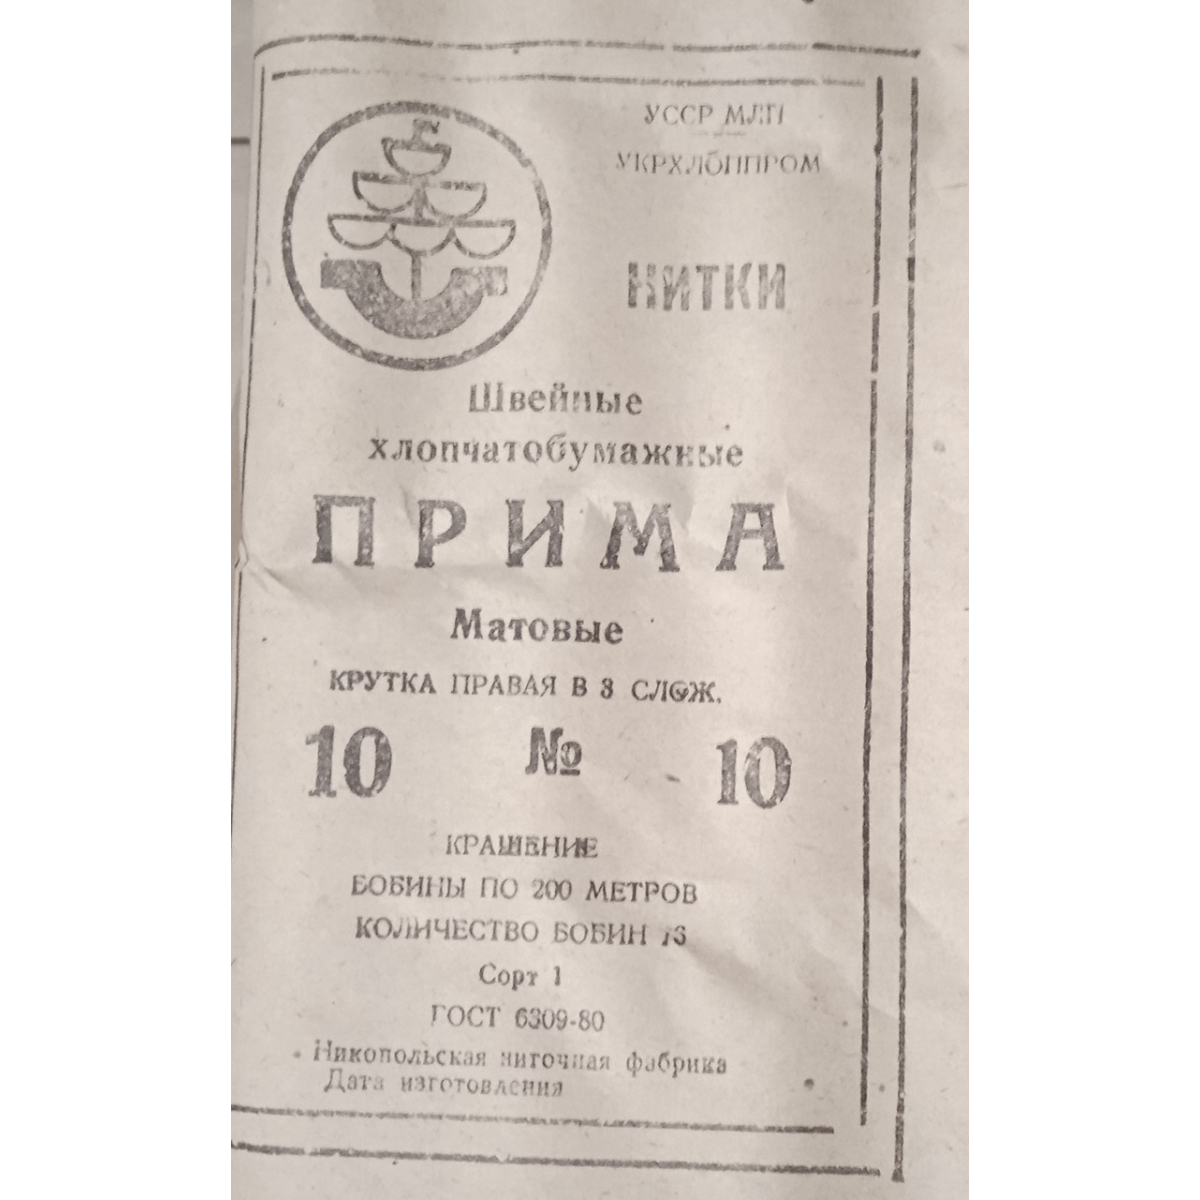 УССР МЛП
УКРХЛБППРОМ
НИТКИ
Швейные
хлопчатобумажные
ПРИМА
Матовые
КРУТКА ПРАВАЯ В 3 СЛОЖ.
10 № 10
КРАШЕНИЕ
БОБИНЫ ПО 200 МЕТРОВ
КОЛИЧЕСТВО БОБИН
Сорт 1
ГОСТ 6309-80
Никопольская ниточная фабрика
Дата изготовления